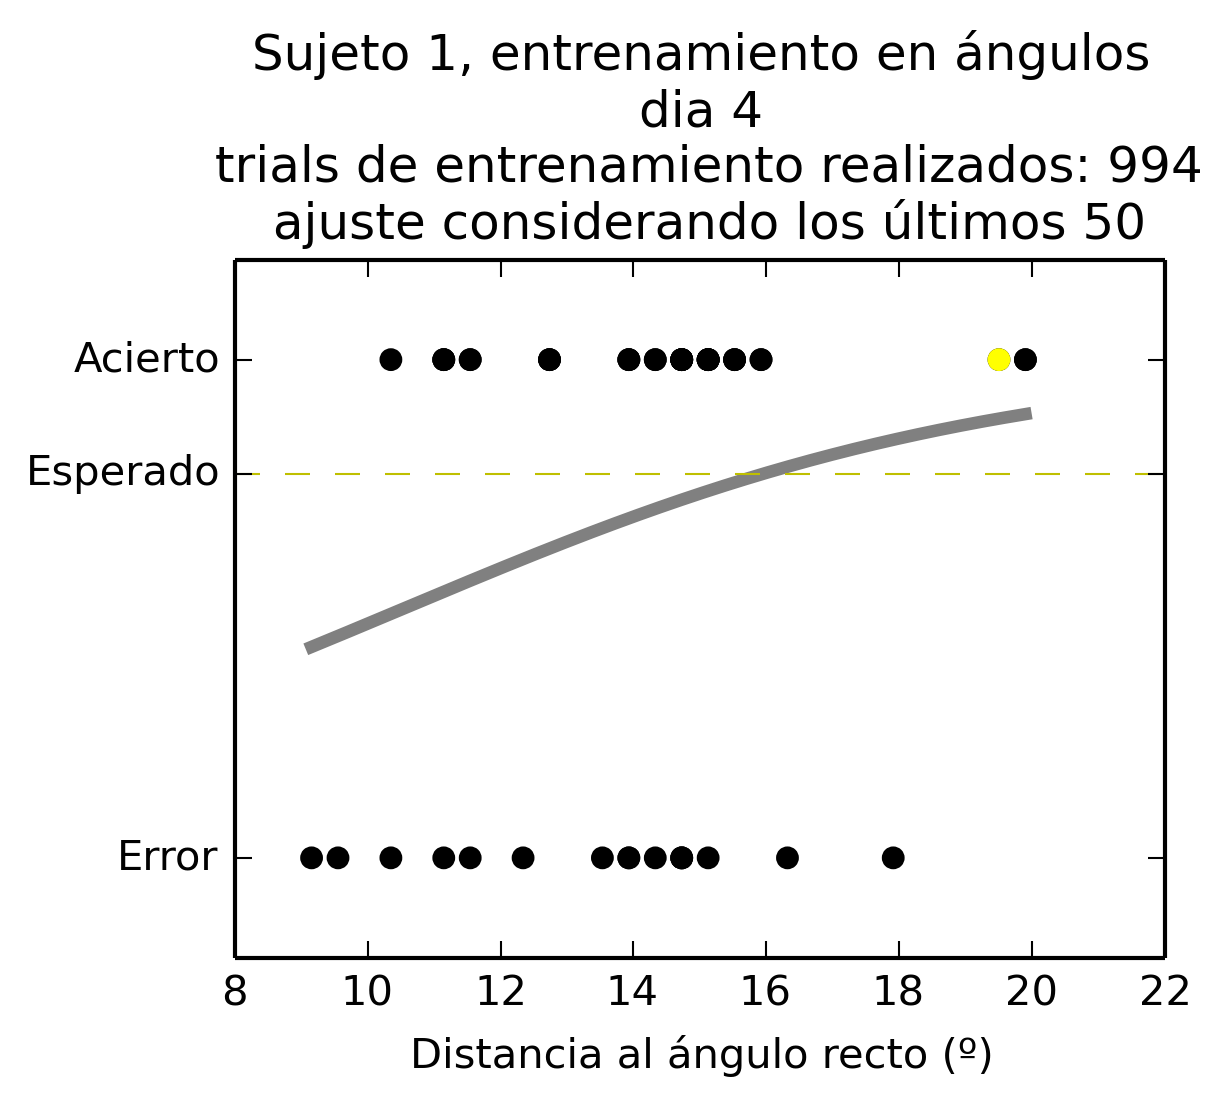 Sujeto 1, entrenamiento en ángulos
dia 4
trials de entrenamiento realizados: 994
ajuste considerando los últimos 50
Acierto
Esperado
Error
8 10 12 14 16 18 20 22
Distancia al ángulo recto (º)